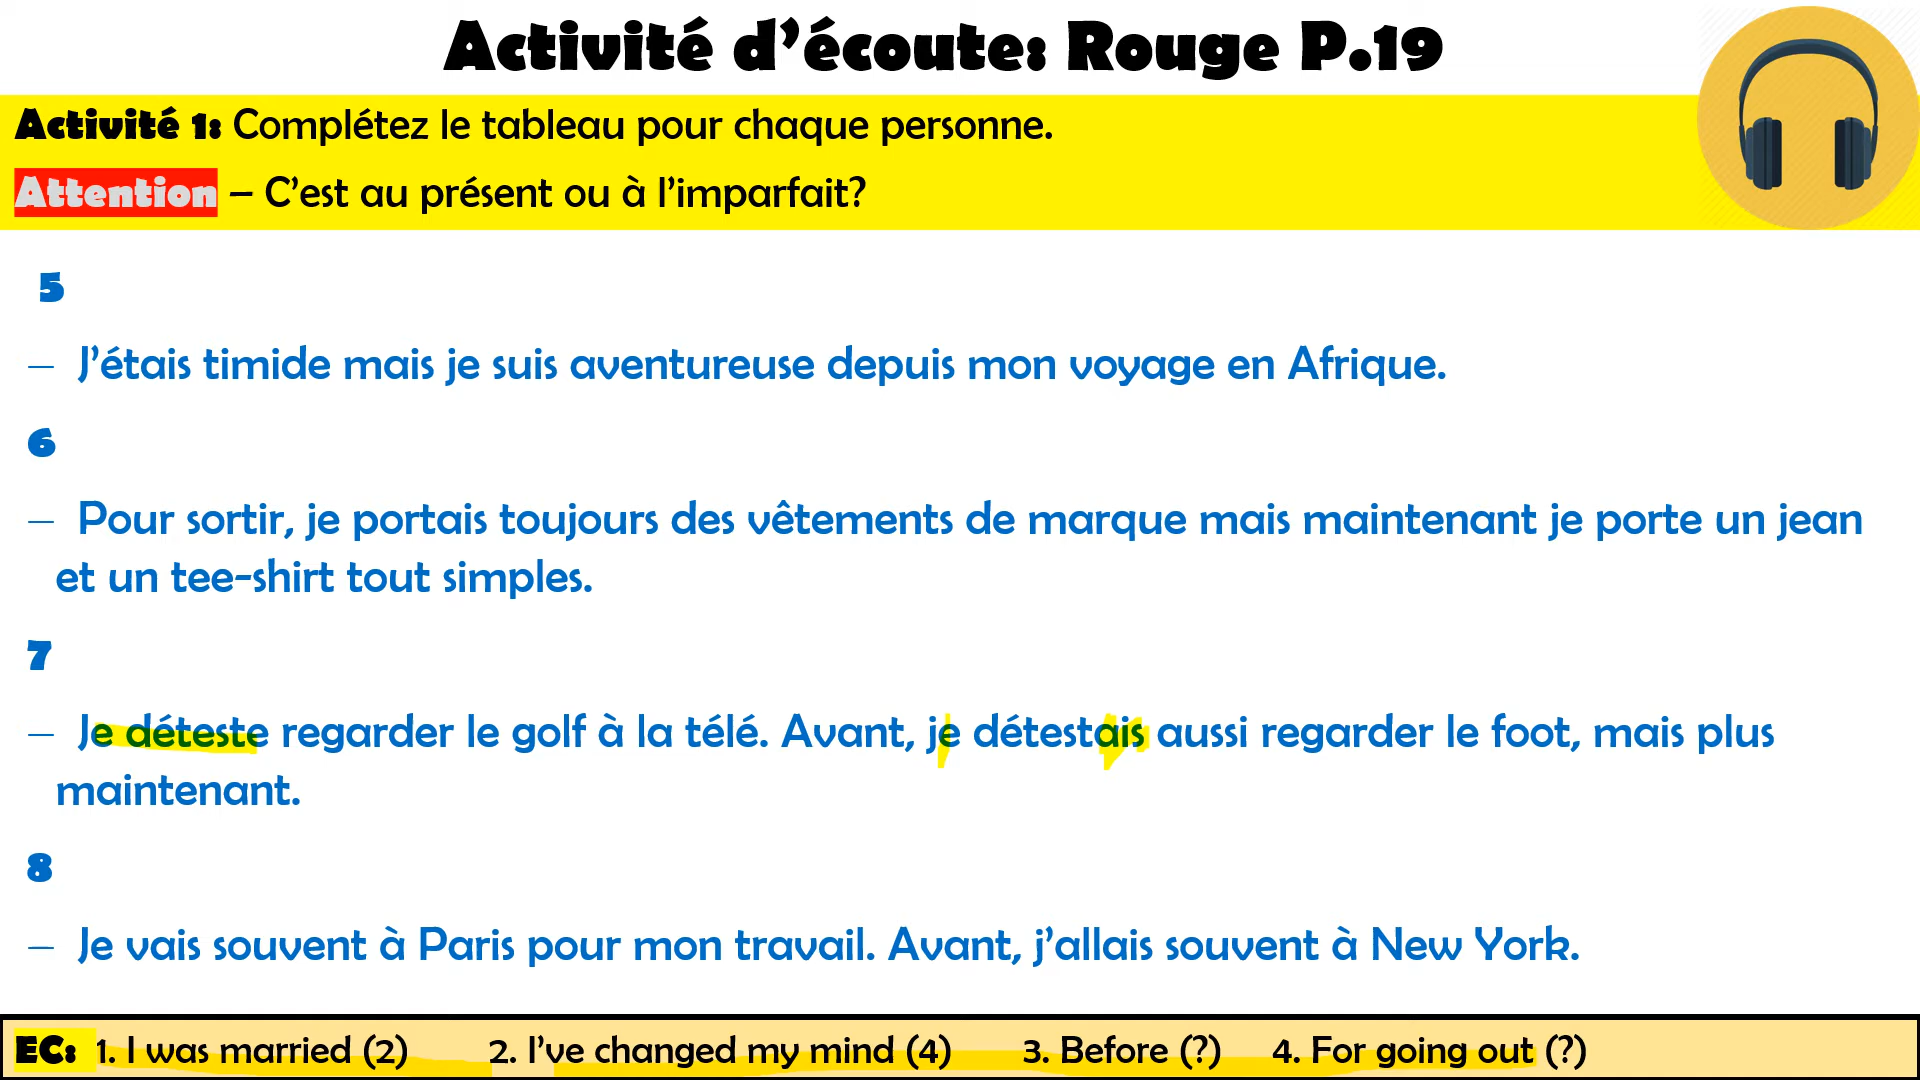 Activité d’écoute: Rouge P.19
Activité 1: Complétez le tableau pour chaque personne.
Attention – C’est au présent ou à l’imparfait?
5
– J’étais timide mais je suis aventureuse depuis mon voyage en Afrique.
6
– Pour sortir, je portais toujours des vêtements de marque mais maintenant je porte un jean
et un tee-shirt tout simples.
7
– Je déteste regarder le golf à la télé. Avant, je détestais aussi regarder le foot, mais plus
maintenant.
8
– Je vais souvent à Paris pour mon travail. Avant, j’allais souvent à New York.
EC: 1. I was married (2) 2. I’ve changed my mind (4) 3. Before (?) 4. For going out (?)